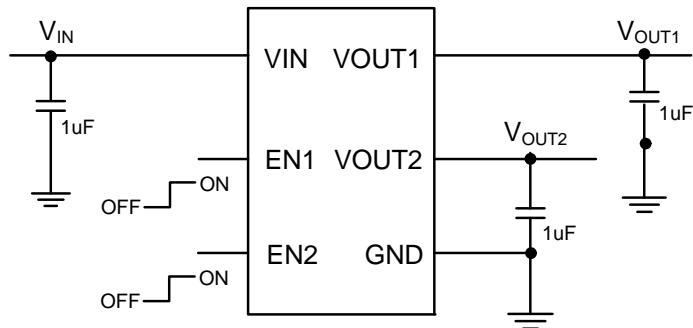 VIN
VOUT1
VIN
VOUT1
1uF
1uF
EN1
VOUT2
VOUT2
ON
OFF
EN2
GND
1uF
ON
OFF